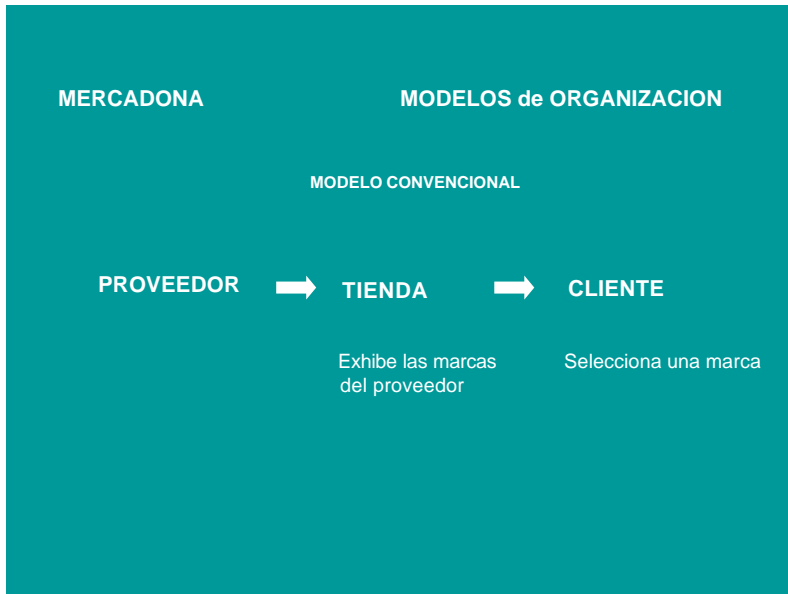 MERCADONA
MODELOS de ORGANIZACION
MODELO CONVENCIONAL
PROVEEDOR
TIENDA
CLIENTE
Exhibe las marcas
del proveedor
Selecciona una marca